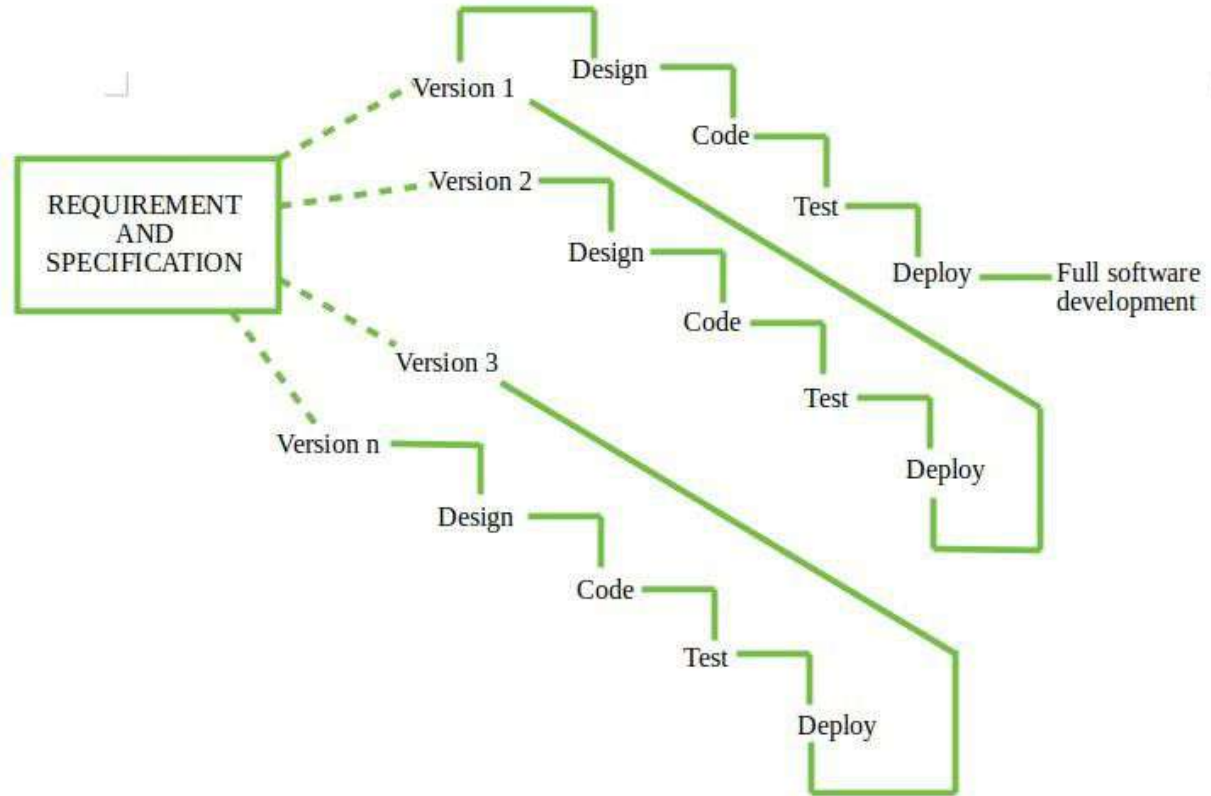 REQUIREMENT
AND
SPECIFICATION
Version 1
Design
Code
Test
Deploy
Full software
development
Version 2
Design
Code
Test
Deploy
Version 3
Version n
Design
Code
Test
Deploy